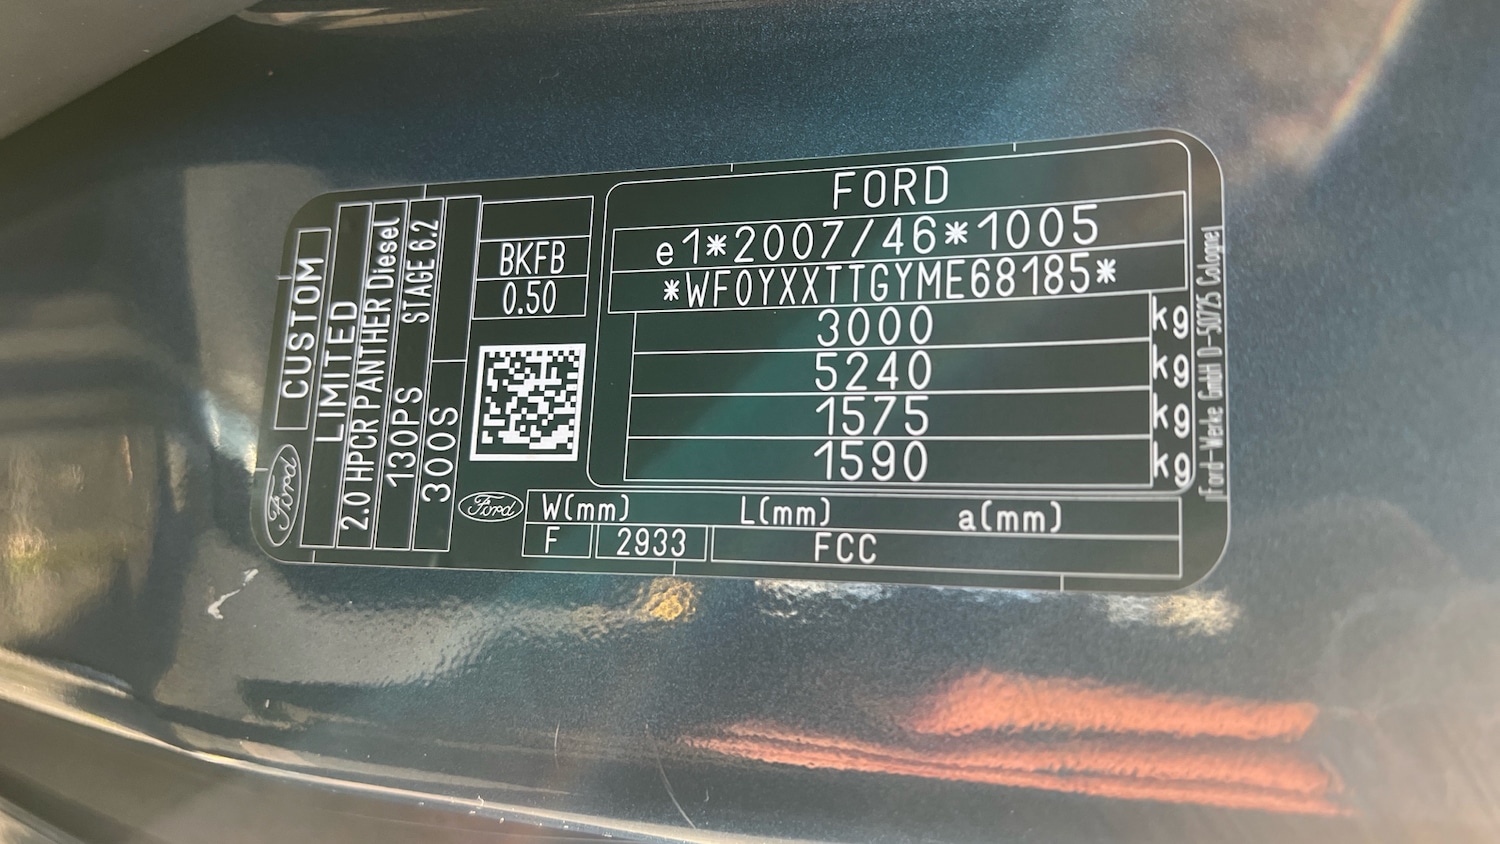 FORD
e1*2007/46*1005
*WF0YXXTTGYME68185*
3000 kg
5240 kg
1575 kg
1590 kg
W(mm) L(mm) a(mm)
F 2933 FCC
BKFB
0.50
Ford
Ford
CUSTOM
LIMITED
2.0 HPCR PANTHER Diesel
130PS STAGE 6.2
300S
Ford-Werke GmbH D-50725 Cologne